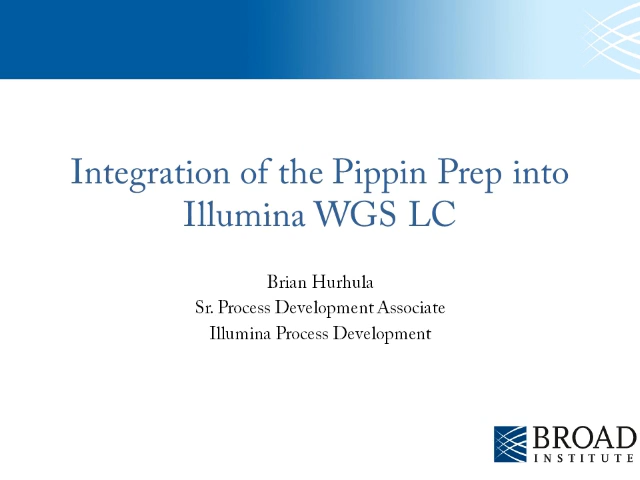 Integration of the Pippin Prep into
Illumina WGS LC
Brian Hurhula
Sr. Process Development Associate
Illumina Process Development
BROAD
INSTITUTE